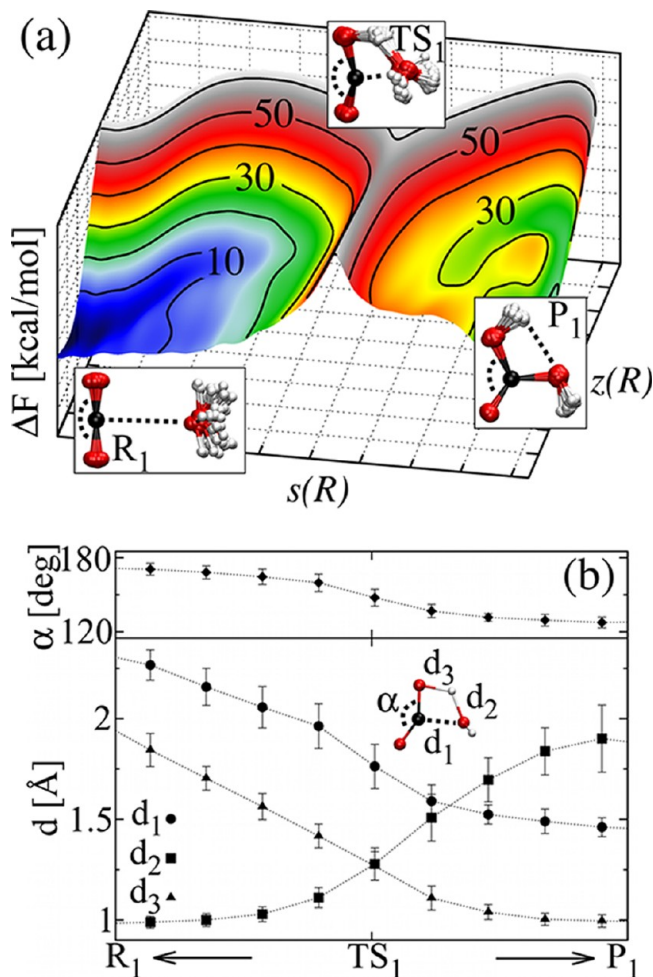 (a)
TS1
50
50
30
30
10
P1
ΔF [kcal/mol]
z(R)
R1
s(R)
(b)
180
α [deg]
120
d3
α
d2
d1
2
d [Å]
1.5
d1
d2
d3
1
R1
TS1
P1